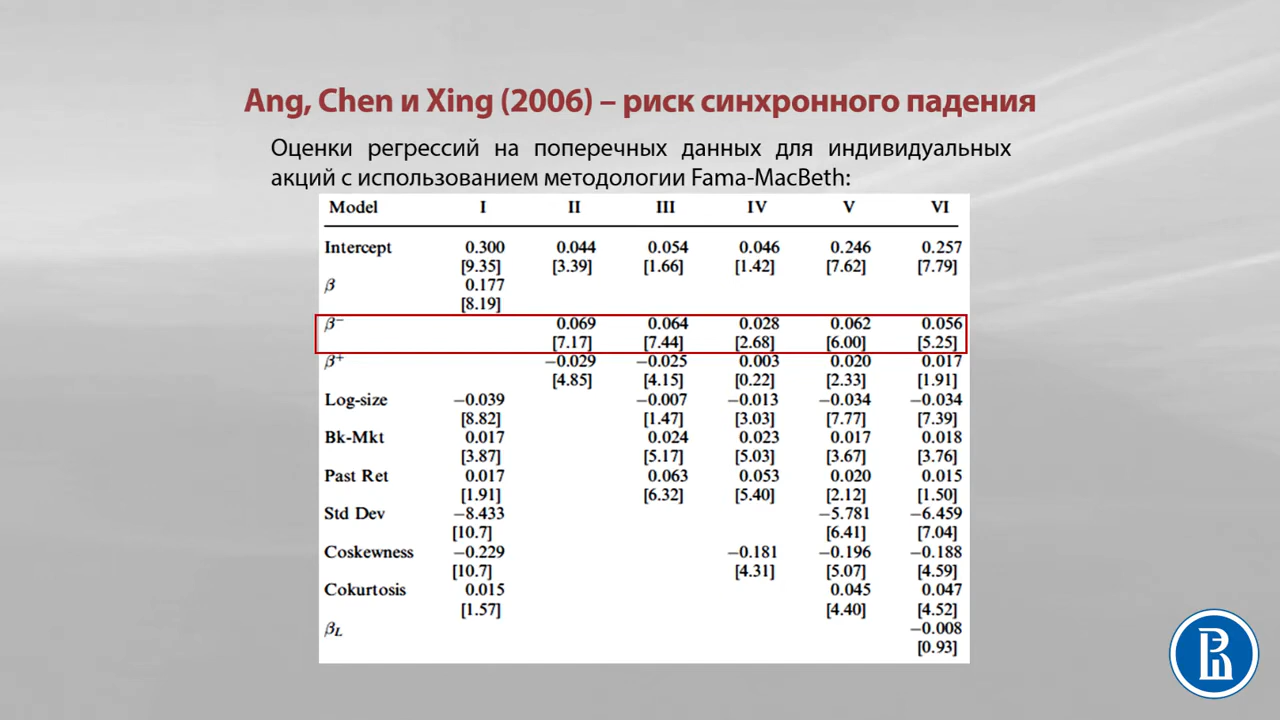 Ang, Chen и Xing (2006) – риск синхронного падения
Оценки регрессий на поперечных данных для индивидуальных
акций с использованием методологии Fama-MacBeth:
Model I II III IV V VI
Intercept 0.300 0.044 0.054 0.046 0.246 0.257
[9.35] [3.39] [1.66] [1.42] [7.62] [7.79]
β 0.177
[8.19]
β⁻ 0.069 0.064 0.028 0.062 0.056
[7.17] [7.44] [2.68] [6.00] [5.25]
β⁺ −0.029 −0.025 0.003 0.020 0.017
[4.85] [4.15] [0.22] [2.33] [1.91]
Log-size −0.039 −0.007 −0.013 −0.034 −0.034
[8.82] [1.47] [3.03] [7.77] [7.39]
Bk-Mkt 0.017 0.024 0.023 0.017 0.018
[3.87] [5.17] [5.03] [3.67] [3.76]
Past Ret 0.017 0.063 0.053 0.020 0.015
[1.91] [6.32] [5.40] [2.12] [1.50]
Std Dev −8.433 −5.781 −6.459
[10.7] [6.41] [7.04]
Coskewness −0.229 −0.181 −0.196 −0.188
[10.7] [4.31] [5.07] [4.59]
Cokurtosis 0.015 0.045 0.047
[1.57] [4.40] [4.52]
β_L −0.008
[0.93]